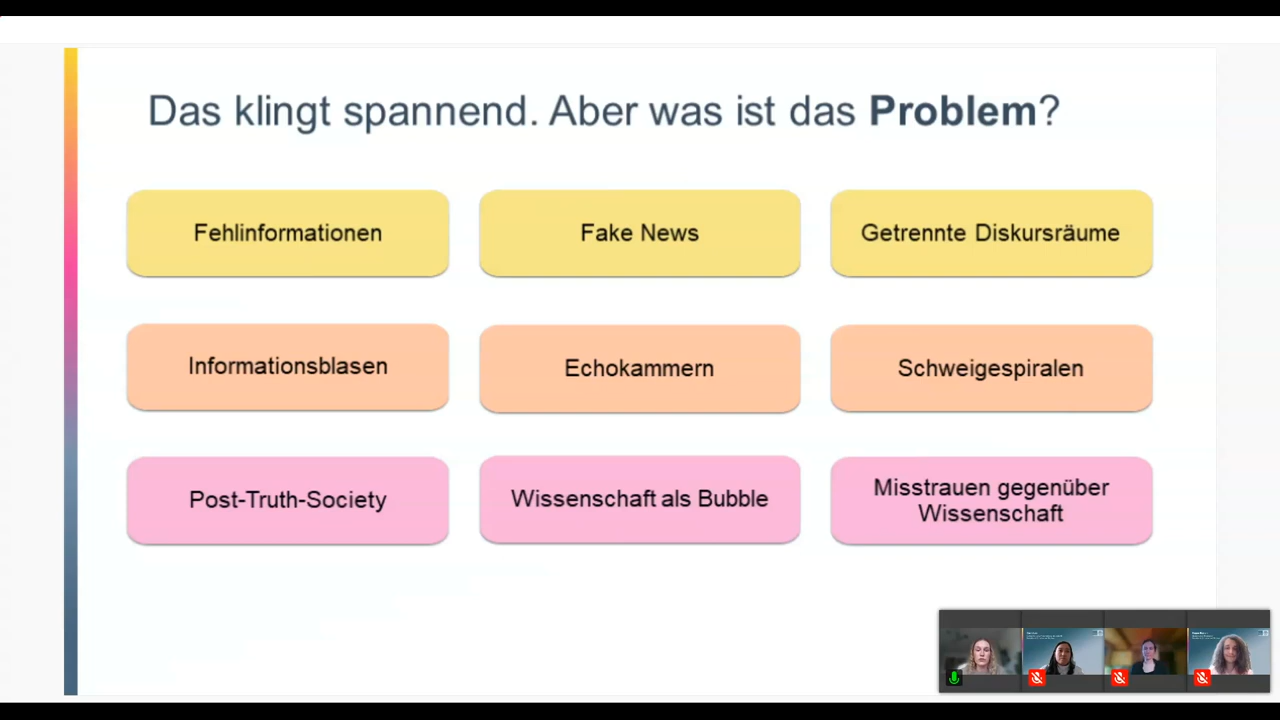 Das klingt spannend. Aber was ist das Problem?
Fehlinformationen
Fake News
Getrennte Diskursräume
Informationsblasen
Echokammern
Schweigespiralen
Post-Truth-Society
Wissenschaft als Bubble
Misstrauen gegenüber
Wissenschaft